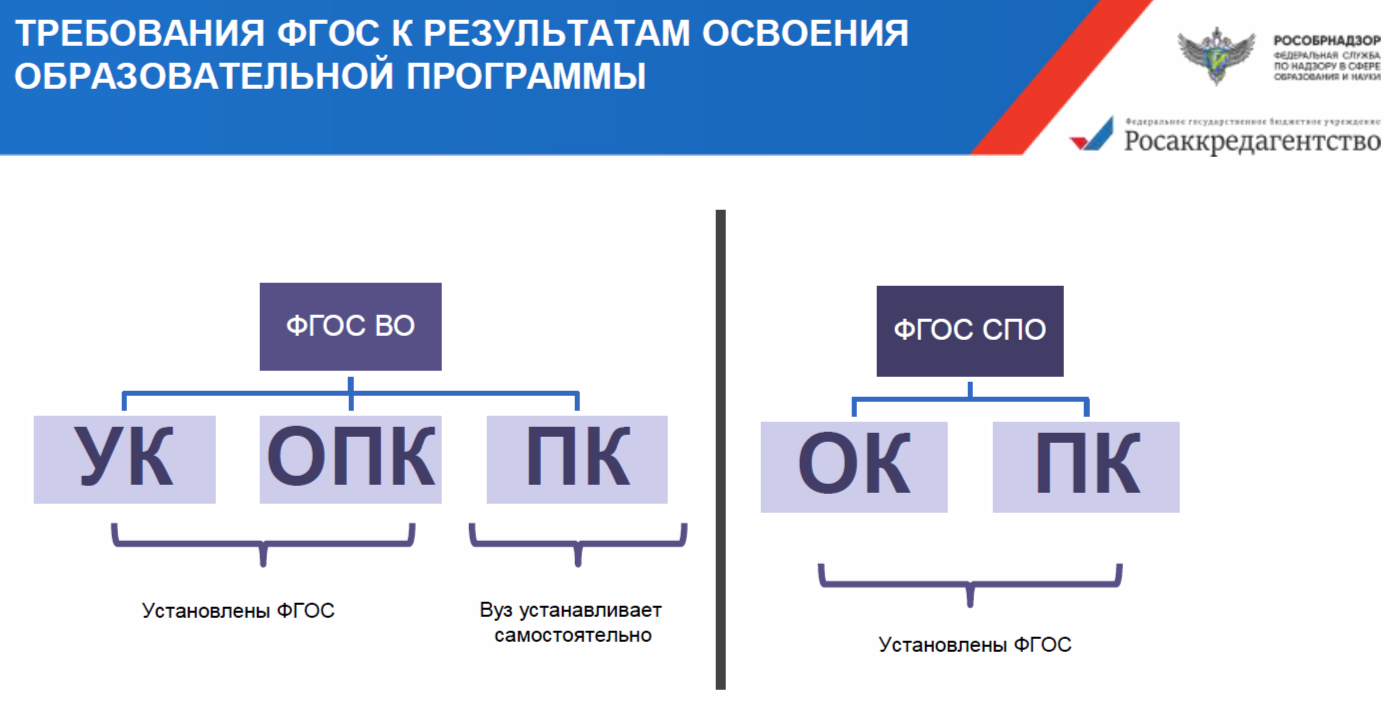 ТРЕБОВАНИЯ ФГОС К РЕЗУЛЬТАТАМ ОСВОЕНИЯ
ОБРАЗОВАТЕЛЬНОЙ ПРОГРАММЫ
РОСОБРНАДЗОР
ФЕДЕРАЛЬНАЯ СЛУЖБА
ПО НАДЗОРУ В СФЕРЕ
ОБРАЗОВАНИЯ И НАУКИ
Федеральное государственное бюджетное учреждение
Росаккредагентство
ФГОС ВО
УК
ОПК
ПК
Установлены ФГОС
Вуз устанавливает
самостоятельно
ФГОС СПО
ОК
ПК
Установлены ФГОС